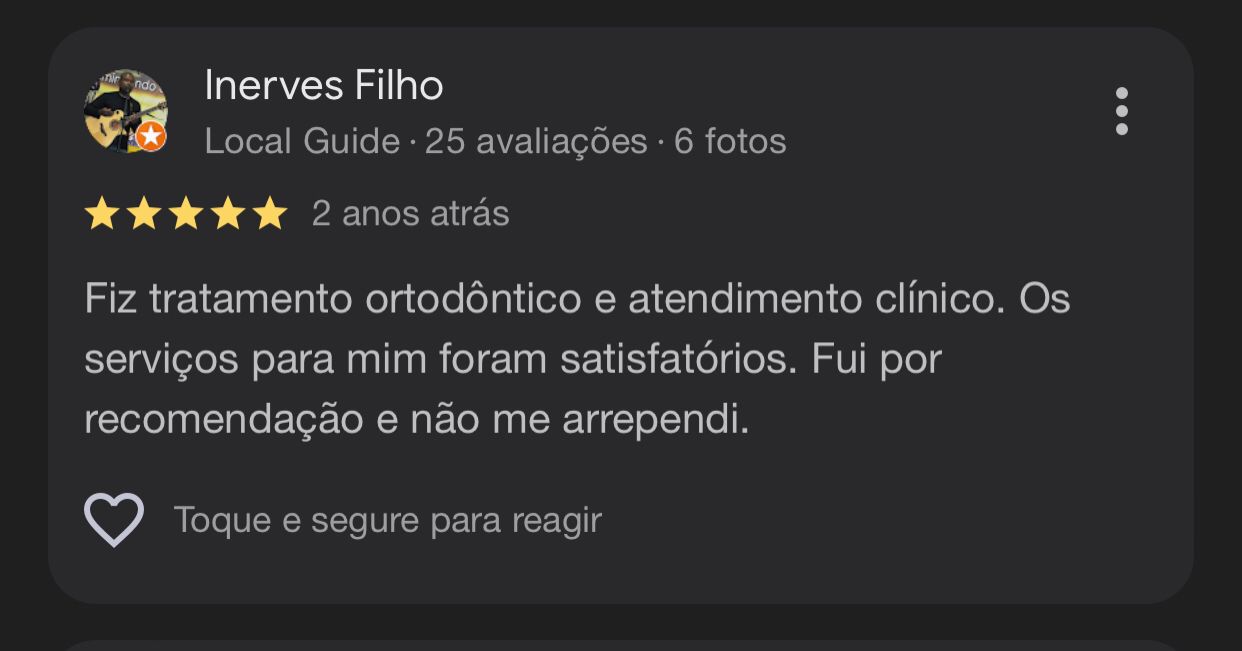 Inerves Filho
Local Guide · 25 avaliações · 6 fotos
2 anos atrás
Fiz tratamento ortodôntico e atendimento clínico. Os
serviços para mim foram satisfatórios. Fui por
recomendação e não me arrependi.
Toque e segure para reagir